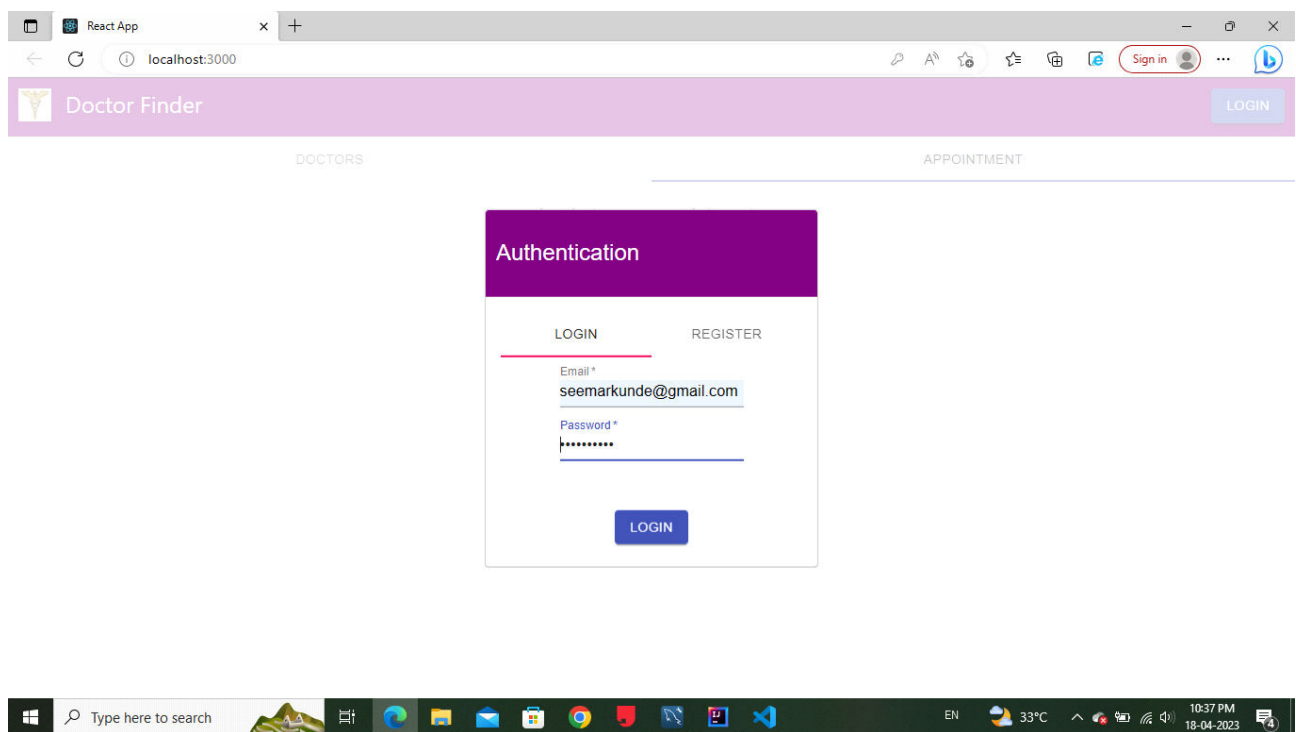 React App
localhost:3000
Sign in
Doctor Finder
LOGIN
DOCTORS APPOINTMENT
Authentication
LOGIN REGISTER
Email *
seemarkunde@gmail.com
Password *
••••••••••
LOGIN
Type here to search
EN 33°C 10:37 PM
18-04-2023
4